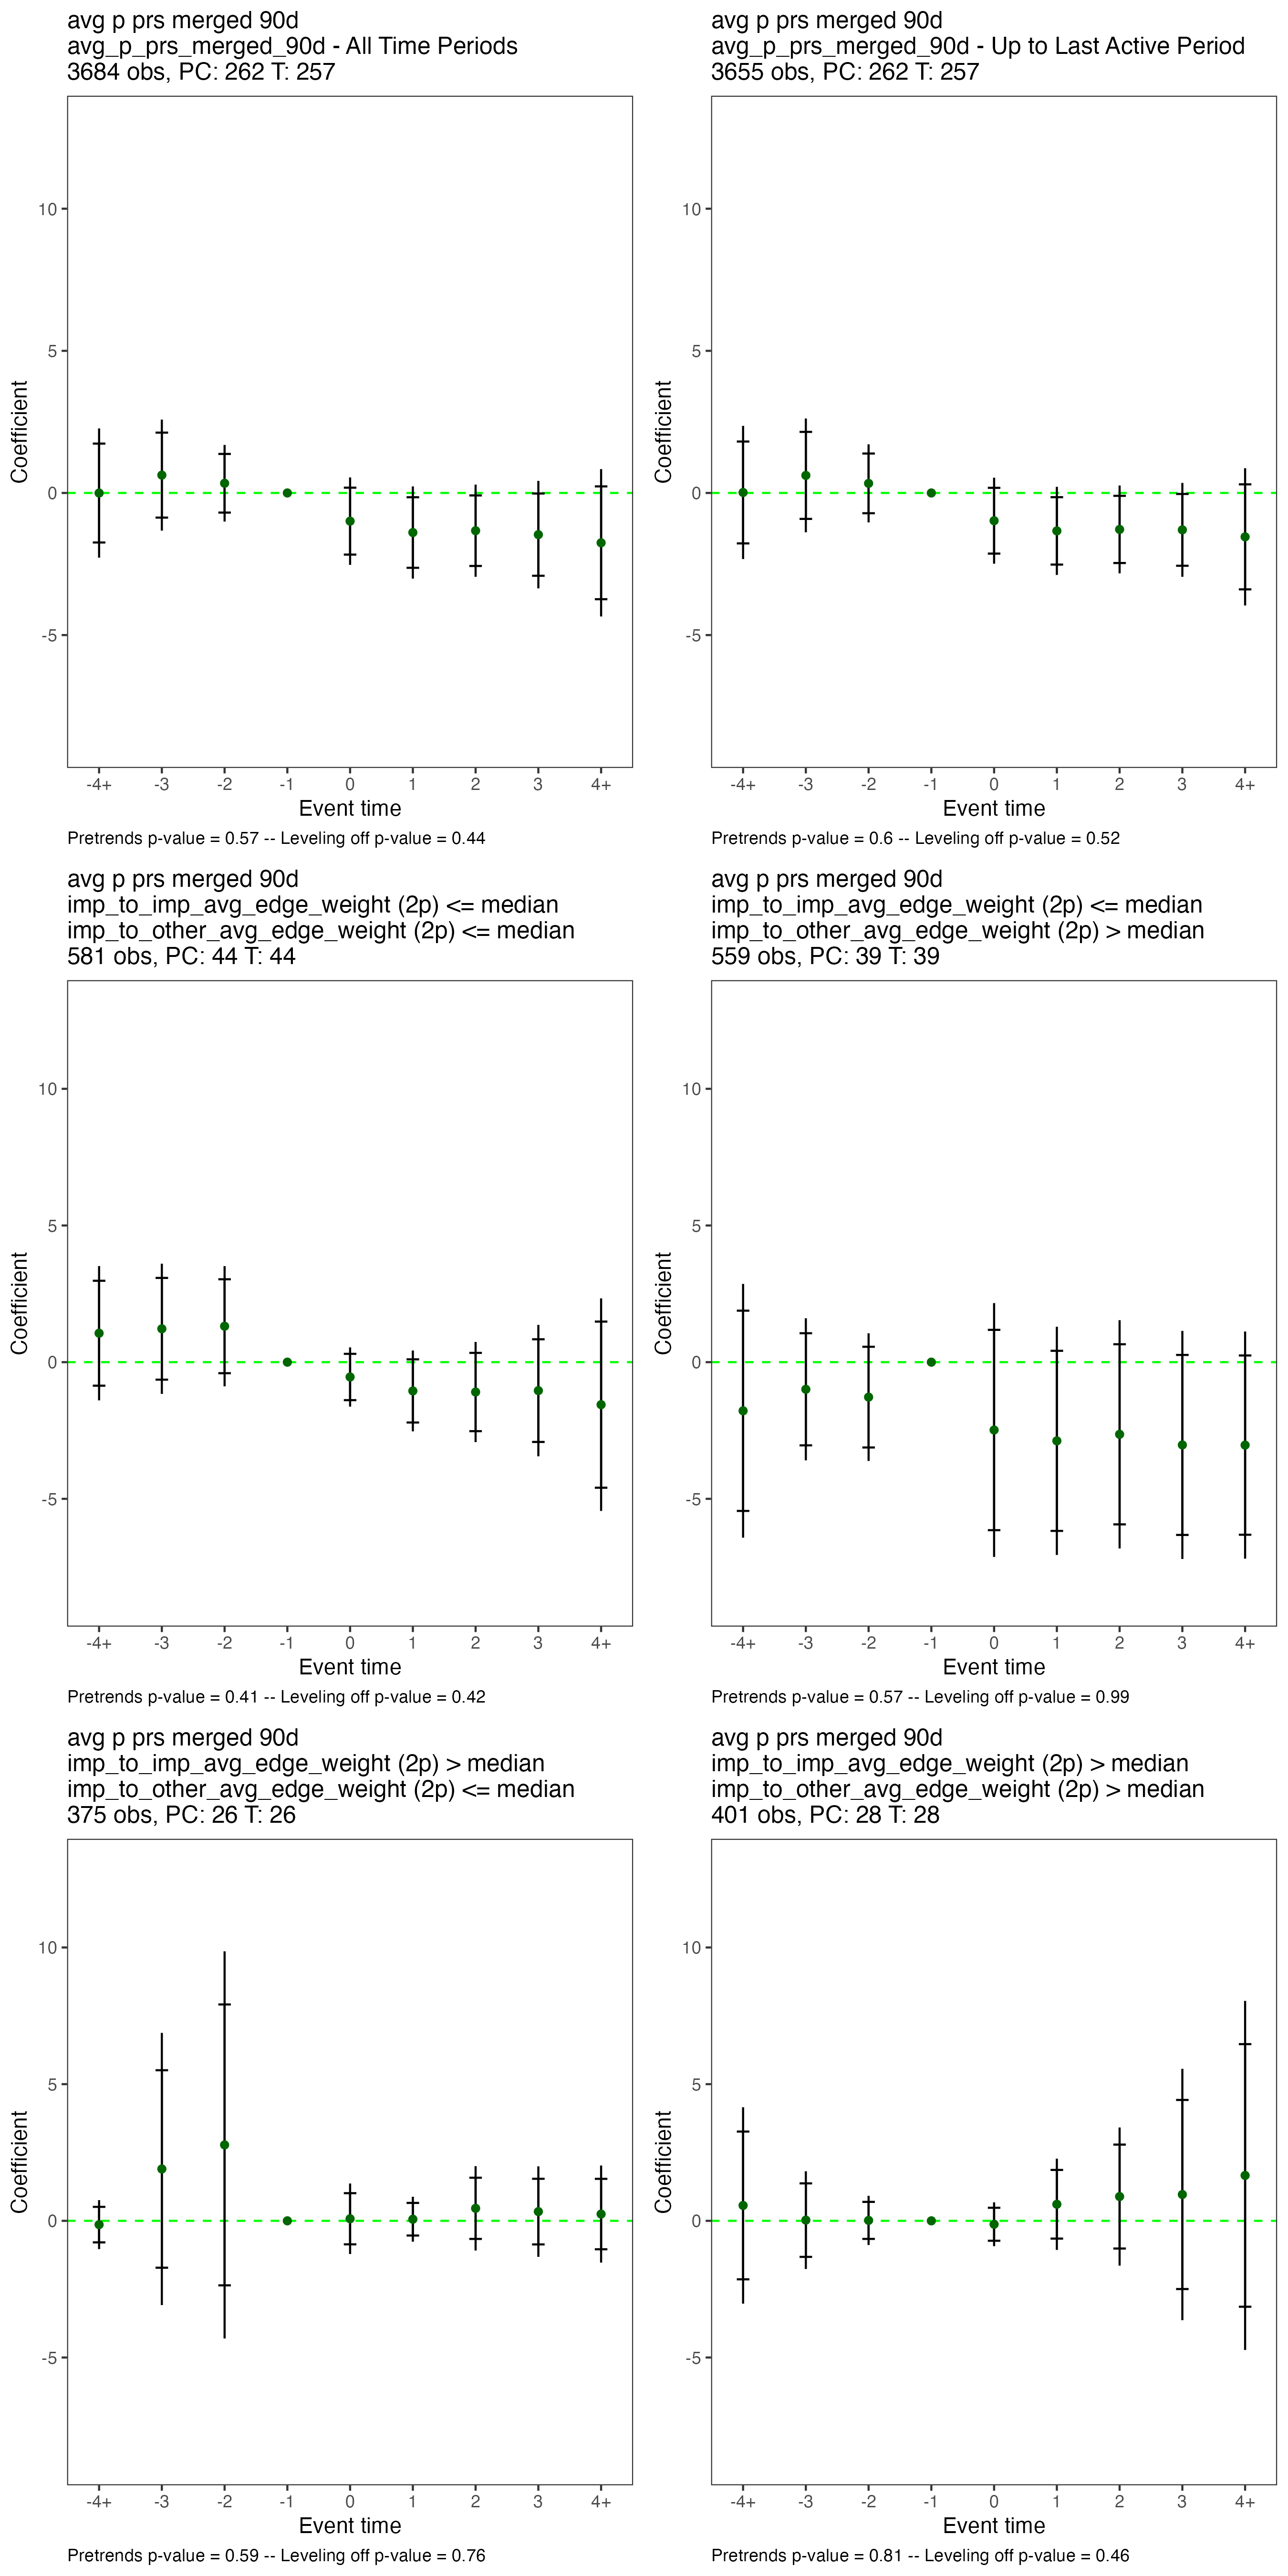 avg p prs merged 90d
avg_p_prs_merged_90d - All Time Periods
3684 obs, PC: 262 T: 257
Coefficient
10
5
0
-5
-4+ -3 -2 -1 0 1 2 3 4+
Event time
Pretrends p-value = 0.57 -- Leveling off p-value = 0.44
avg p prs merged 90d
avg_p_prs_merged_90d - Up to Last Active Period
3655 obs, PC: 262 T: 257
Coefficient
10
5
0
-5
-4+ -3 -2 -1 0 1 2 3 4+
Event time
Pretrends p-value = 0.6 -- Leveling off p-value = 0.52
avg p prs merged 90d
imp_to_imp_avg_edge_weight (2p) <= median
imp_to_other_avg_edge_weight (2p) <= median
581 obs, PC: 44 T: 44
Coefficient
10
5
0
-5
-4+ -3 -2 -1 0 1 2 3 4+
Event time
Pretrends p-value = 0.41 -- Leveling off p-value = 0.42
avg p prs merged 90d
imp_to_imp_avg_edge_weight (2p) <= median
imp_to_other_avg_edge_weight (2p) > median
559 obs, PC: 39 T: 39
Coefficient
10
5
0
-5
-4+ -3 -2 -1 0 1 2 3 4+
Event time
Pretrends p-value = 0.57 -- Leveling off p-value = 0.99
avg p prs merged 90d
imp_to_imp_avg_edge_weight (2p) > median
imp_to_other_avg_edge_weight (2p) <= median
375 obs, PC: 26 T: 26
Coefficient
10
5
0
-5
-4+ -3 -2 -1 0 1 2 3 4+
Event time
Pretrends p-value = 0.59 -- Leveling off p-value = 0.76
avg p prs merged 90d
imp_to_imp_avg_edge_weight (2p) > median
imp_to_other_avg_edge_weight (2p) > median
401 obs, PC: 28 T: 28
Coefficient
10
5
0
-5
-4+ -3 -2 -1 0 1 2 3 4+
Event time
Pretrends p-value = 0.81 -- Leveling off p-value = 0.46